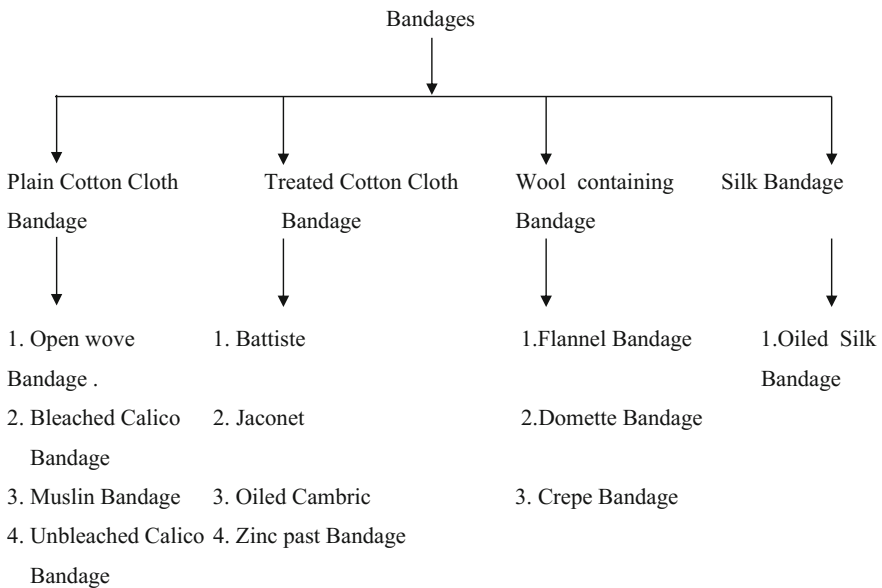 Bandages
Plain Cotton Cloth
Bandage
Treated Cotton Cloth
Bandage
Wool containing
Bandage
Silk Bandage
1. Open wove
Bandage .
2. Bleached Calico
Bandage
3. Muslin Bandage
4. Unbleached Calico
Bandage
1. Battiste
2. Jaconet
3. Oiled Cambric
4. Zinc past Bandage
1.Flannel Bandage
2.Domette Bandage
3. Crepe Bandage
1.Oiled Silk
Bandage